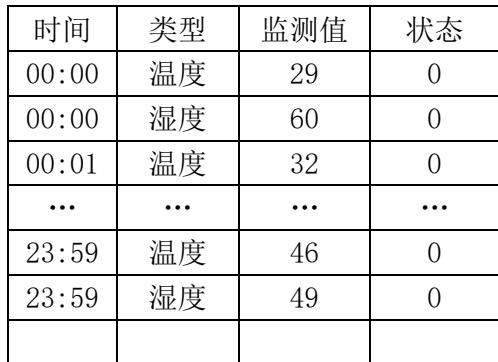 时间 类型 监测值 状态
00:00 温度 29 0
00:00 湿度 60 0
00:01 温度 32 0
… … … …
23:59 温度 46 0
23:59 湿度 49 0